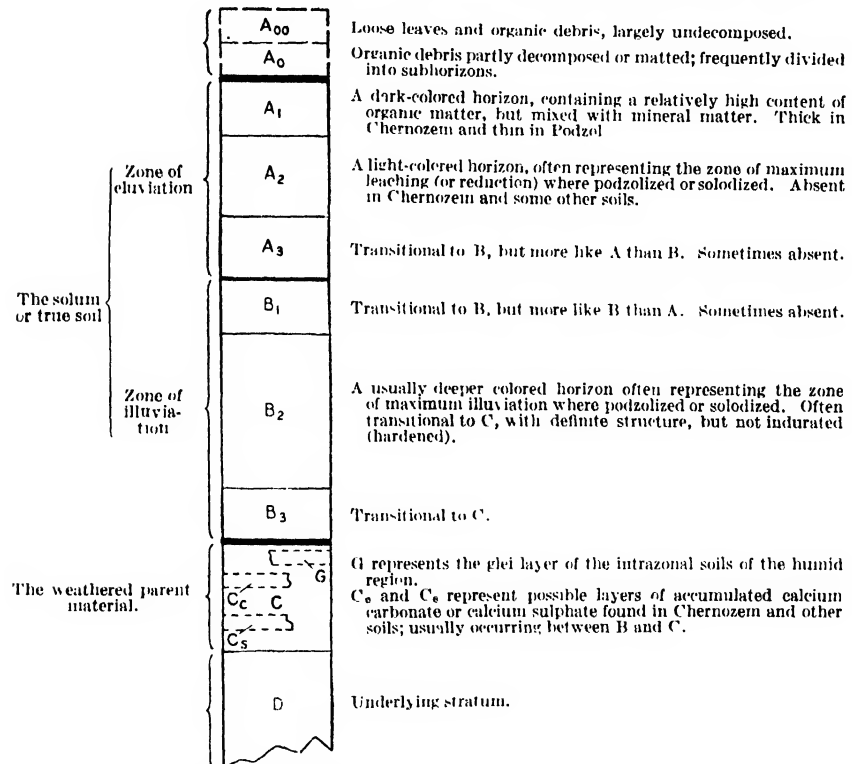 A₀₀
Loose leaves and organic debris, largely undecomposed.
A₀
Organic debris partly decomposed or matted; frequently divided
into subhorizons.
A₁
A dark-colored horizon, containing a relatively high content of
organic matter, but mixed with mineral matter. Thick in
Chernozem and thin in Podzol
Zone of
eluviation
A₂
A light-colored horizon, often representing the zone of maximum
leaching (or reduction) where podzolized or solodized. Absent
in Chernozem and some other soils.
A₃
Transitional to B, but more like A than B. Sometimes absent.
The solum
or true soil
B₁
Transitional to B, but more like B than A. Sometimes absent.
Zone of
illuvia-
tion
B₂
A usually deeper colored horizon often representing the zone
of maximum illuviation where podzolized or solodized. Often
transitional to C, with definite structure, but not indurated
(hardened).
B₃
Transitional to C.
The weathered parent
material.
G
C_c
C
C_s
G represents the glei layer of the intrazonal soils of the humid
region.
and represent possible layers of accumulated calcium
carbonate or calcium sulphate found in Chernozem and other
soils; usually occurring between B and C.
D
Underlying stratum.